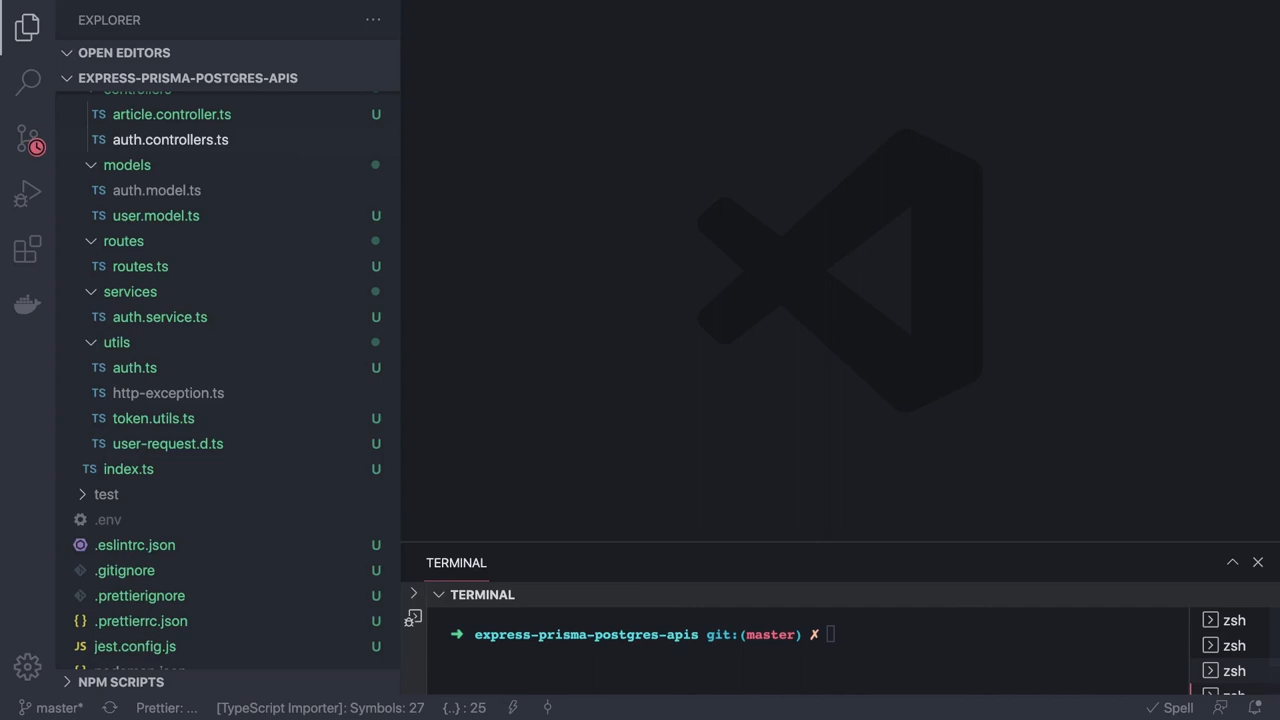 EXPLORER
OPEN EDITORS
EXPRESS-PRISMA-POSTGRES-APIS
controllers
TS article.controller.ts U
TS auth.controllers.ts
models
TS auth.model.ts
TS user.model.ts U
routes
TS routes.ts U
services
TS auth.service.ts U
utils
TS auth.ts U
TS http-exception.ts
TS token.utils.ts U
TS user-request.d.ts U
TS index.ts U
test
.env
.eslintrc.json U
.gitignore U
.prettierignore U
{} .prettierrc.json U
JS jest.config.js U
NPM SCRIPTS
TERMINAL
TERMINAL
➜ express-prisma-postgres-apis git:(master) ✗
zsh
zsh
zsh
master* Prettier: ... [TypeScript Importer]: Symbols: 27 {..} : 25 Spell